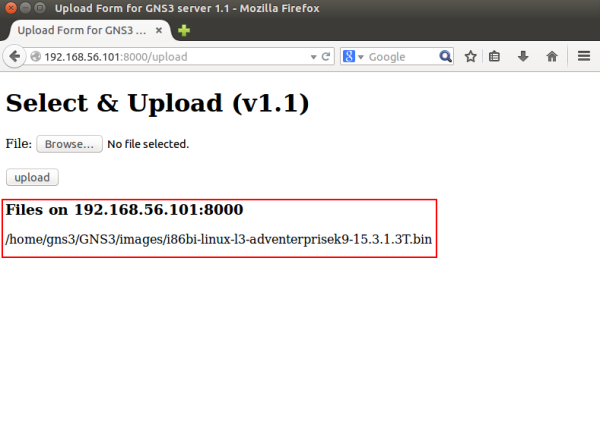 Upload Form for GNS3 server 1.1 - Mozilla Firefox
Upload Form for GNS3 ...
192.168.56.101:8000/upload
Google
Select & Upload (v1.1)
File: Browse... No file selected.
upload
Files on 192.168.56.101:8000
/home/gns3/GNS3/images/i86bi-linux-l3-adventerprisek9-15.3.1.3T.bin